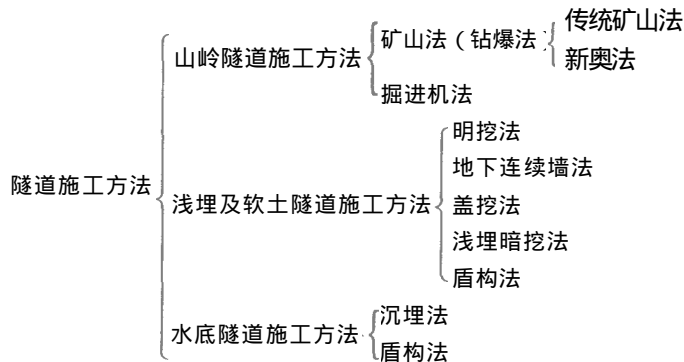 传统矿山法
矿山法（钻爆法）
新奥法
山岭隧道施工方法
掘进机法
明挖法
地下连续墙法
隧道施工方法
浅埋及软土隧道施工方法
盖挖法
浅埋暗挖法
盾构法
沉埋法
水底隧道施工方法
盾构法